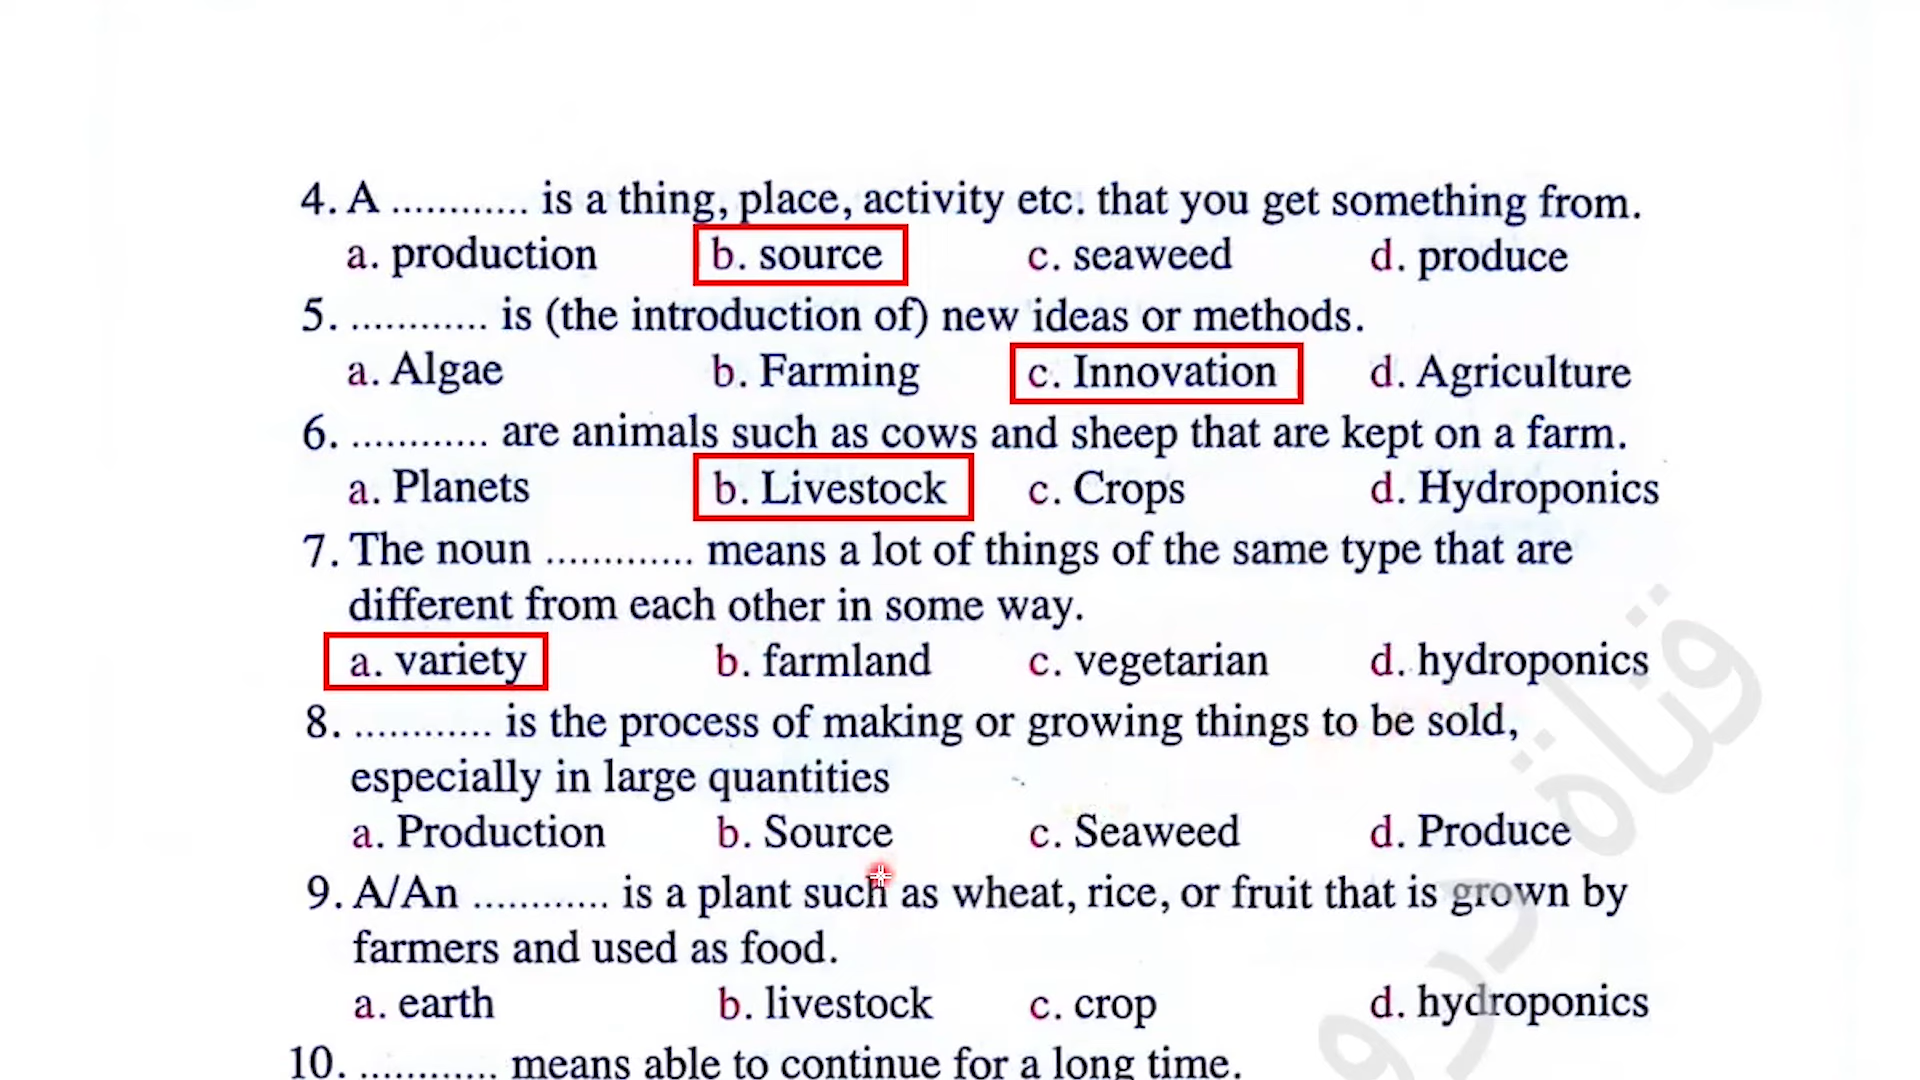 4. A ............ is a thing, place, activity etc. that you get something from.
a. production b. source c. seaweed d. produce
5. ............ is (the introduction of) new ideas or methods.
a. Algae b. Farming c. Innovation d. Agriculture
6. ............ are animals such as cows and sheep that are kept on a farm.
a. Planets b. Livestock c. Crops d. Hydroponics
7. The noun ............. means a lot of things of the same type that are
different from each other in some way.
a. variety b. farmland c. vegetarian d. hydroponics
8. ............ is the process of making or growing things to be sold,
especially in large quantities
a. Production b. Source c. Seaweed d. Produce
9. A/An ............ is a plant such as wheat, rice, or fruit that is grown by
farmers and used as food.
a. earth b. livestock c. crop d. hydroponics
10. ............ means able to continue for a long time.
قناة